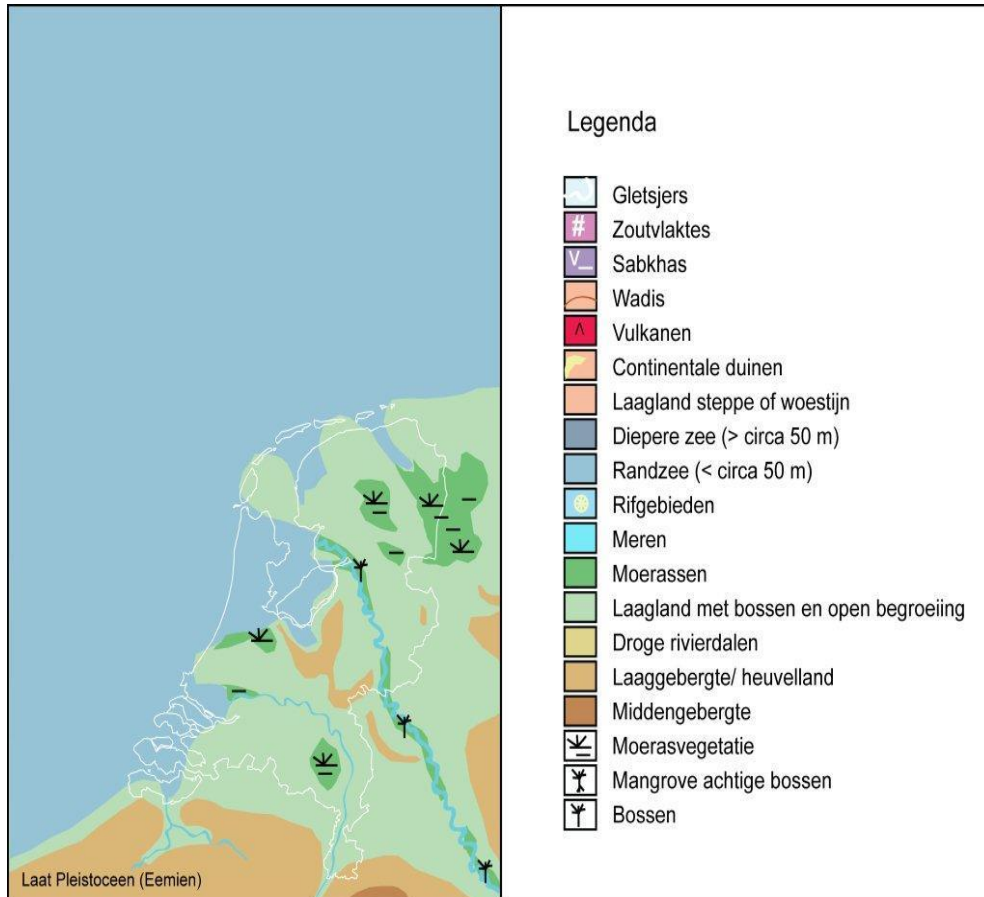 Legenda
Gletsjers
#
Zoutvlaktes
V_
Sabkhas
Wadis
Vulkanen
Continentale duinen
Laagland steppe of woestijn
Diepere zee (> circa 50 m)
Randzee (< circa 50 m)
Rifgebieden
Meren
Moerassen
Laagland met bossen en open begroeiing
Droge rivierdalen
Laaggebergte/ heuvelland
Middengebergte
Moerasvegetatie
Mangrove achtige bossen
Bossen
Laat Pleistoceen (Eemien)